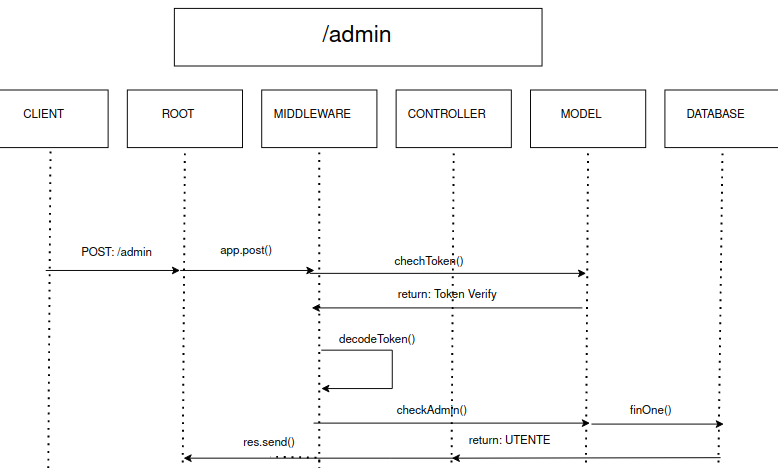 /admin
CLIENT
ROOT
MIDDLEWARE
CONTROLLER
MODEL
DATABASE
POST: /admin
app.post()
chechToken()
return: Token Verify
decodeToken()
checkAdmin()
finOne()
res.send()
return: UTENTE